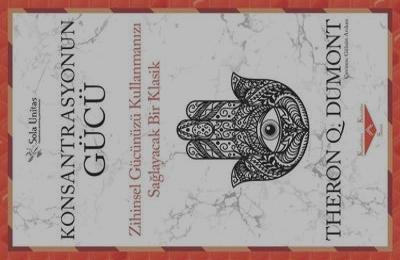 Sola Unitas
KONSANTRASYONUN
GÜCÜ
Zihinsel Gücünüzü Kullanmanızı
Sağlayacak Bir Klasik
THERON Q. DUMONT